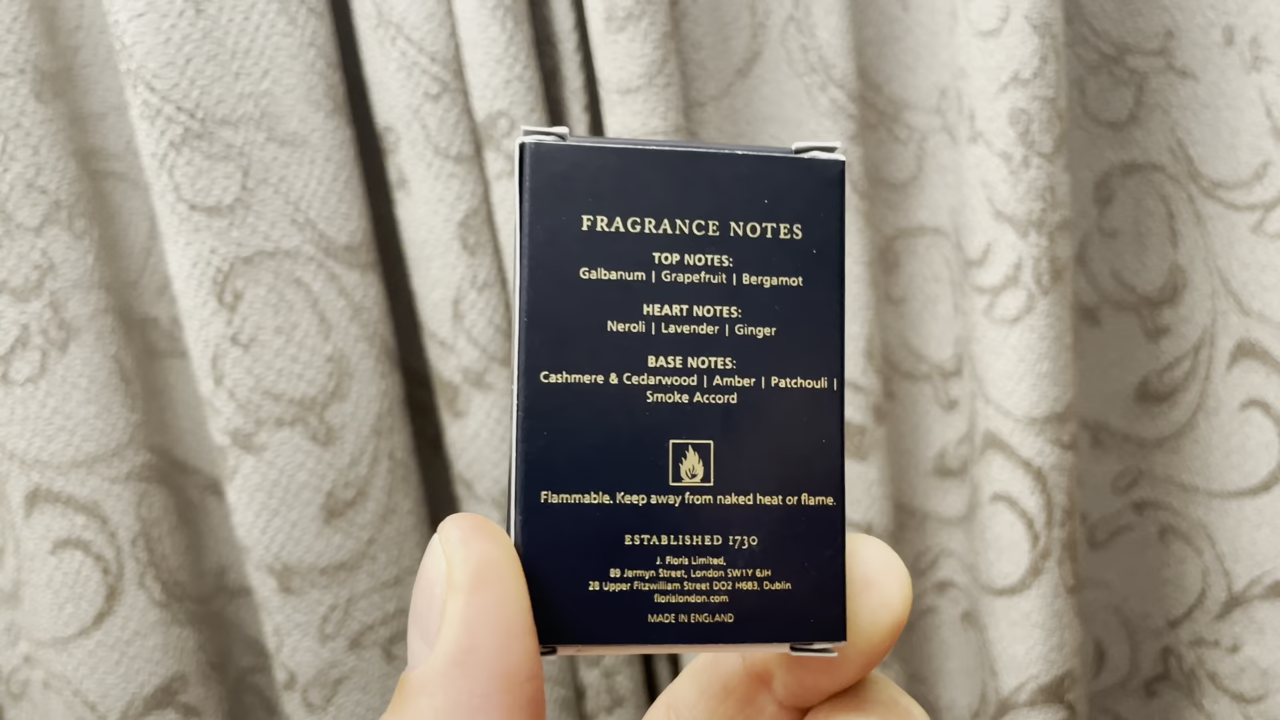 FRAGRANCE NOTES
TOP NOTES:
Galbanum | Grapefruit | Bergamot
HEART NOTES:
Neroli | Lavender | Ginger
BASE NOTES:
Cashmere & Cedarwood | Amber | Patchouli |
Smoke Accord
Flammable. Keep away from naked heat or flame.
ESTABLISHED 1730
J. Floris Limited,
89 Jermyn Street, London SW1Y 6JH
28 Upper Fitzwilliam Street DO2 H683, Dublin
florislondon.com
MADE IN ENGLAND